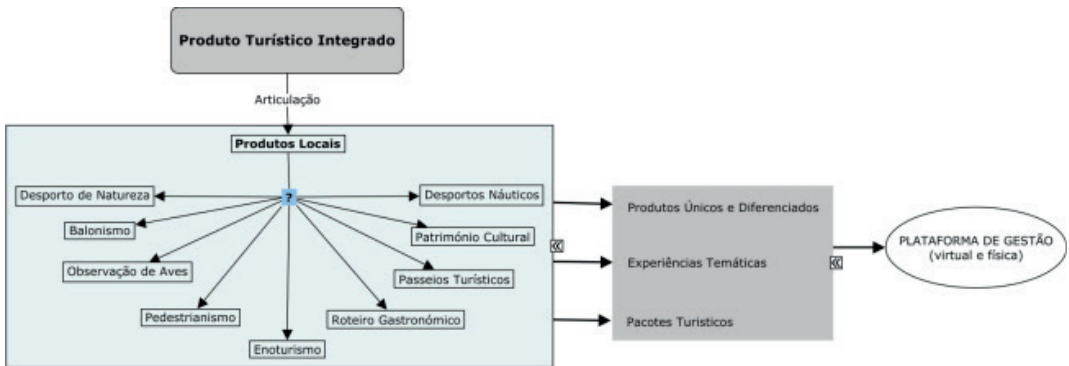 Produto Turístico Integrado
Articulação
Produtos Locais
?
Desporto de Natureza
Desportos Náuticos
Balonismo
Património Cultural
Observação de Aves
Passeios Turísticos
Pedestrianismo
Roteiro Gastronómico
Enoturismo
Produtos Únicos e Diferenciados
Experiências Temáticas
Pacotes Turisticos
PLATAFORMA DE GESTÃO
(virtual e física)